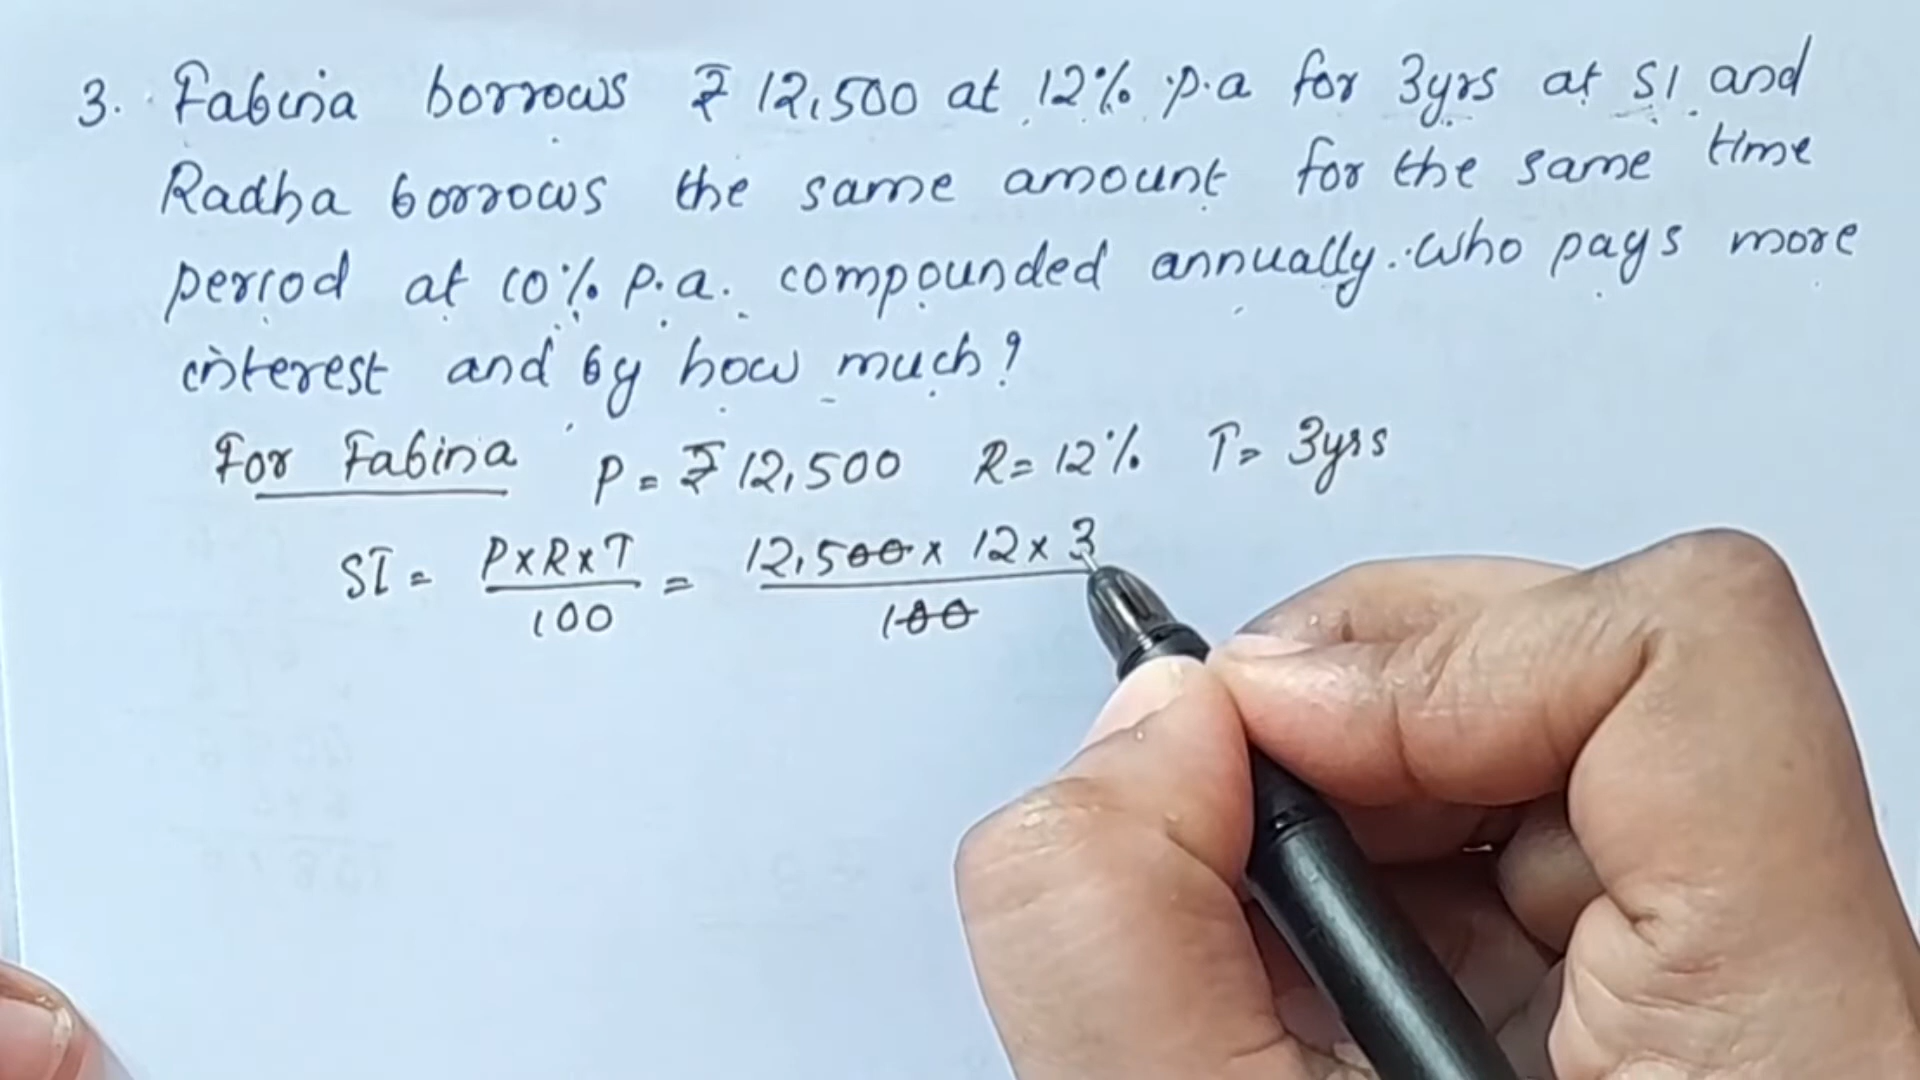 3. Fabina borrows ₹ 12,500 at 12% p.a for 3yrs at SI and
Radha borrows the same amount for the same time
period at 10% p.a. compounded annually. Who pays more
interest and by how much?
For Fabina P = ₹ 12,500 R = 12% T = 3yrs
SI = P×R×T/100 = 12,500 × 12 × 3/100